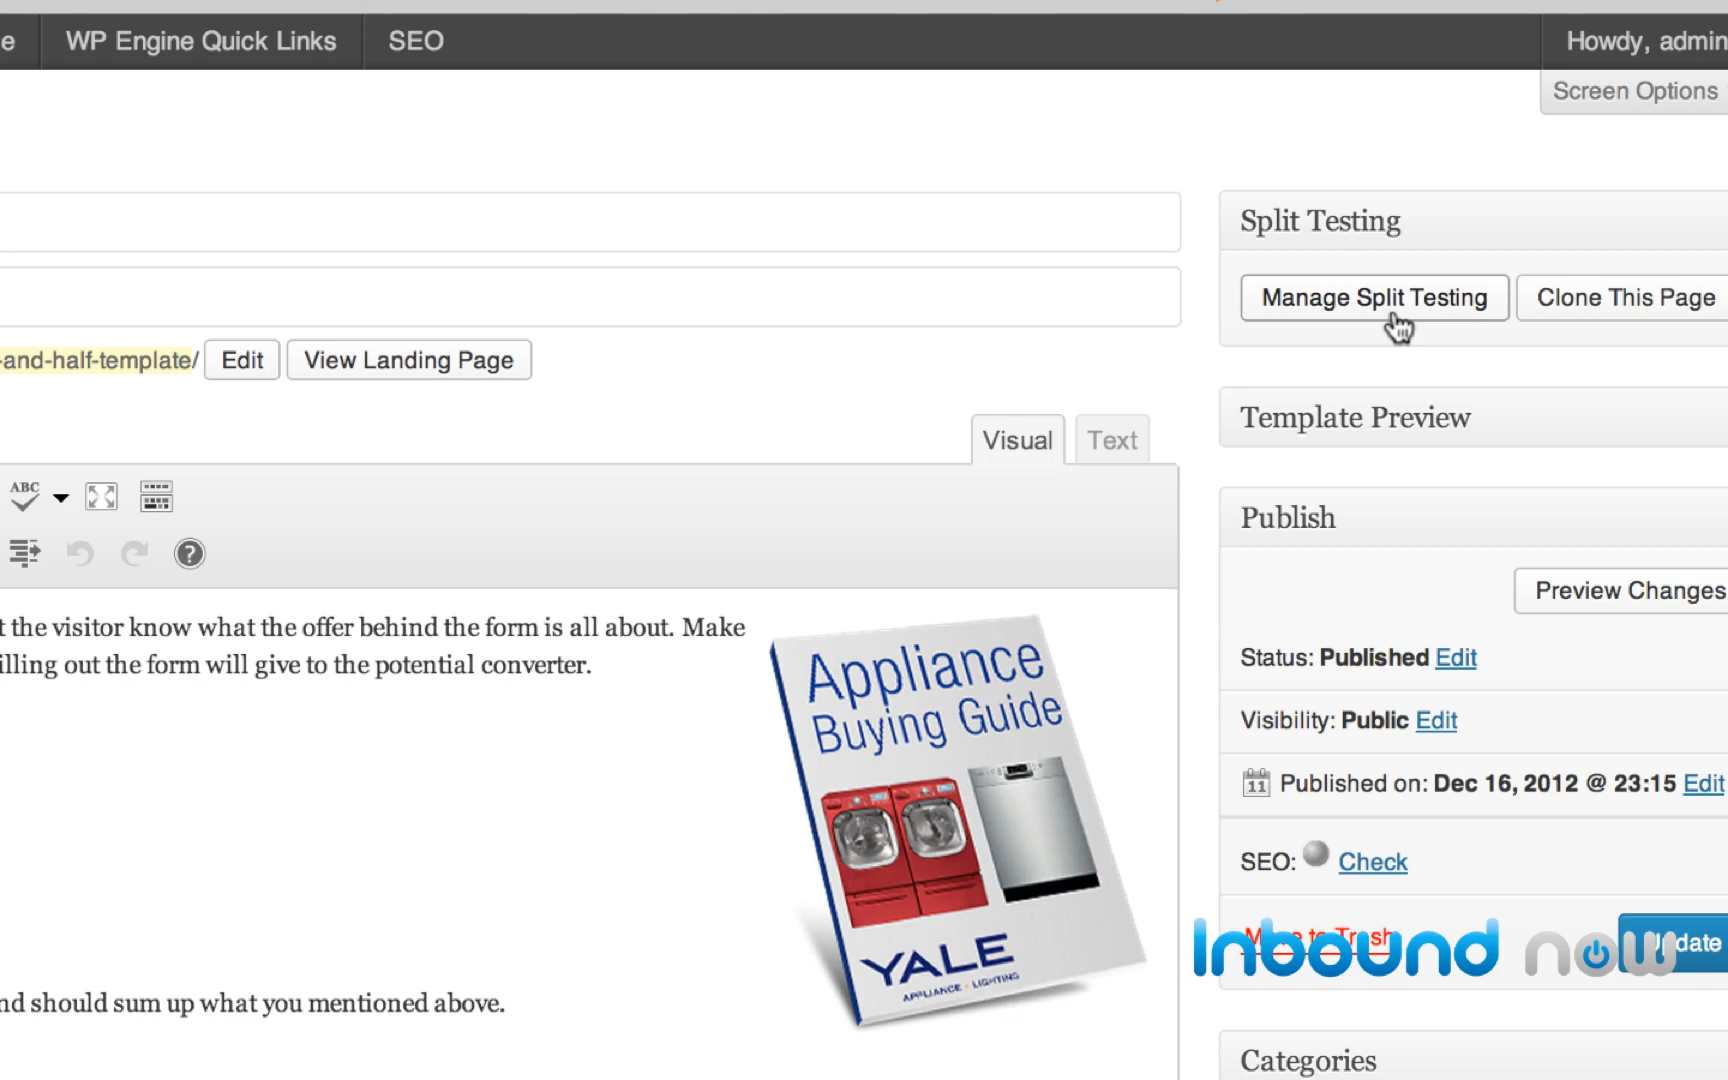 e
WP Engine Quick Links
SEO
Howdy, admin
Screen Options
Split Testing
Manage Split Testing
Clone This Page
-and-half-template/
Edit
View Landing Page
Template Preview
Visual
Text
ABC
Publish
Preview Changes
t the visitor know what the offer behind the form is all about. Make
illing out the form will give to the potential converter.
Status: Published Edit
Visibility: Public Edit
11
Published on: Dec 16, 2012 @ 23:15 Edit
SEO: Check
Appliance
Buying Guide
YALE
APPLIANCE LIGHTING
Move to Trash
Update
Inbound now
nd should sum up what you mentioned above.
Categories